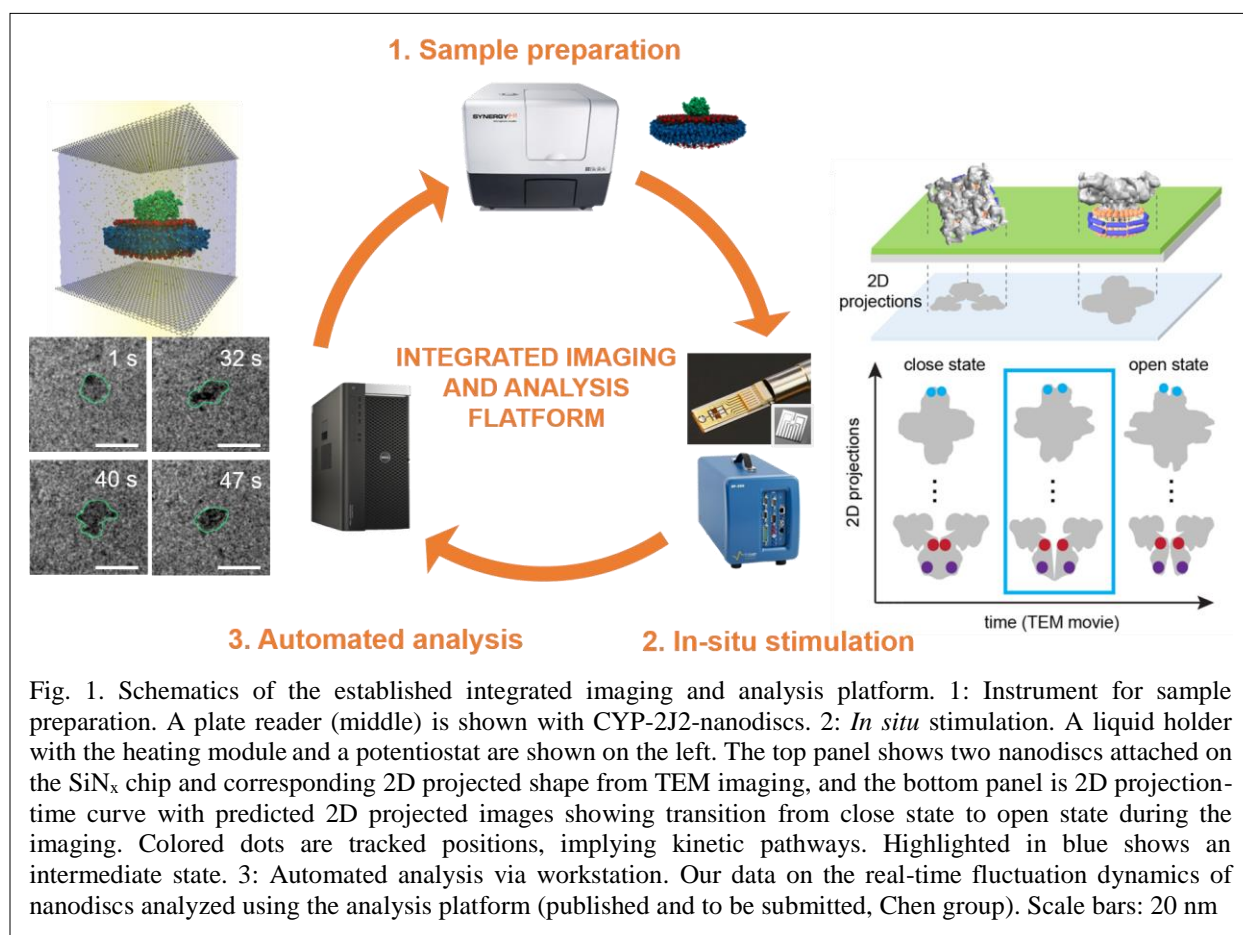 1. Sample preparation
SYNERGY
1 s
32 s
40 s
47 s
INTEGRATED IMAGING
AND ANALYSIS
FLATFORM
DELL
2D
projections
close state
open state
2D projections
time (TEM movie)
3. Automated analysis
2. In-situ stimulation
Fig. 1. Schematics of the established integrated imaging and analysis platform. 1: Instrument for sample
preparation. A plate reader (middle) is shown with CYP-2J2-nanodiscs. 2: In situ stimulation. A liquid holder
with the heating module and a potentiostat are shown on the left. The top panel shows two nanodiscs attached on
the SiNx chip and corresponding 2D projected shape from TEM imaging, and the bottom panel is 2D projection-
time curve with predicted 2D projected images showing transition from close state to open state during the
imaging. Colored dots are tracked positions, implying kinetic pathways. Highlighted in blue shows an
intermediate state. 3: Automated analysis via workstation. Our data on the real-time fluctuation dynamics of
nanodiscs analyzed using the analysis platform (published and to be submitted, Chen group). Scale bars: 20 nm